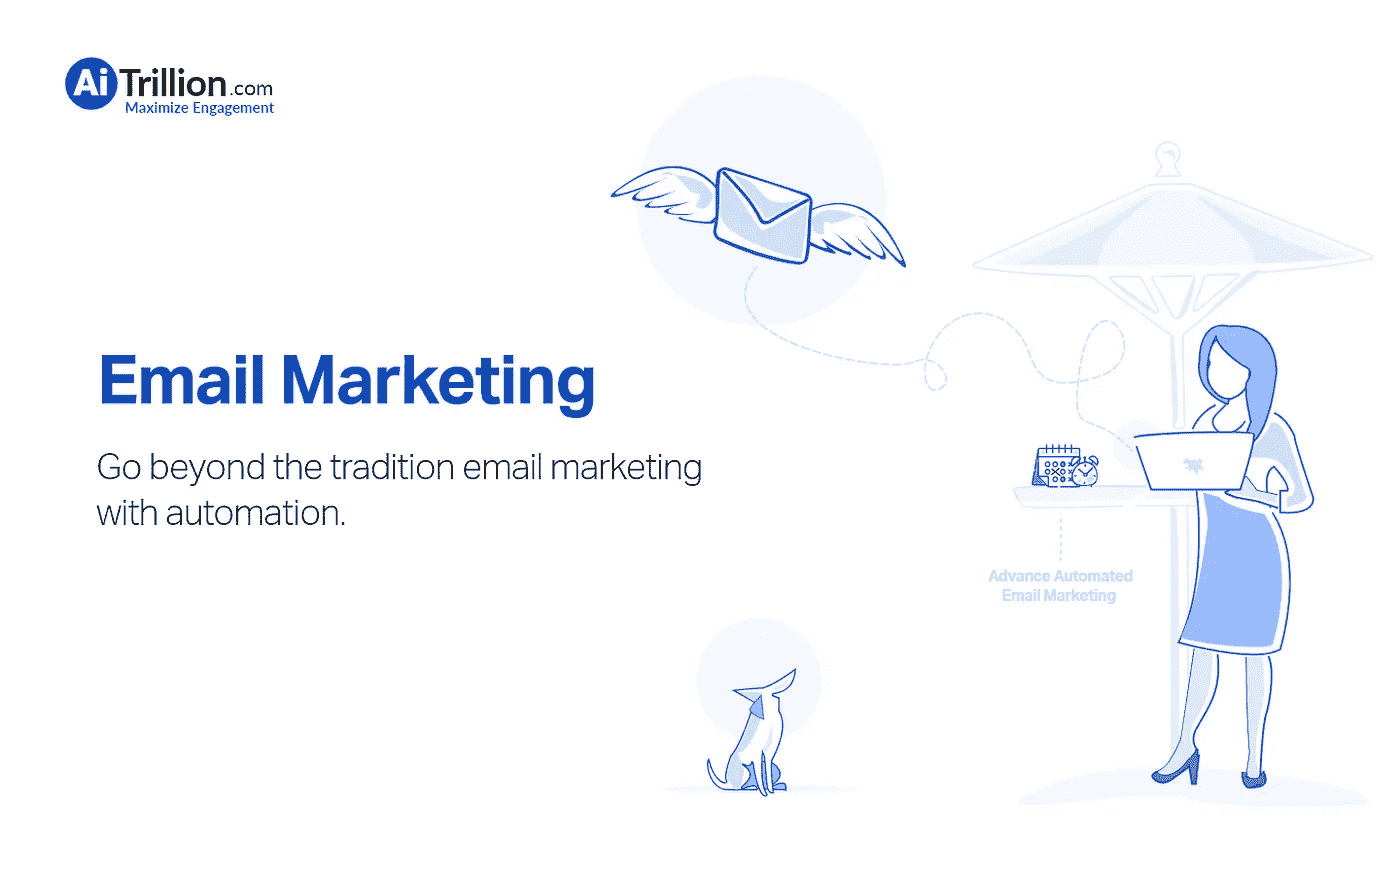 AiTrillion.com
Maximize Engagement
Email Marketing
Go beyond the tradition email marketing
with automation.
Advance Automated
Email Marketing